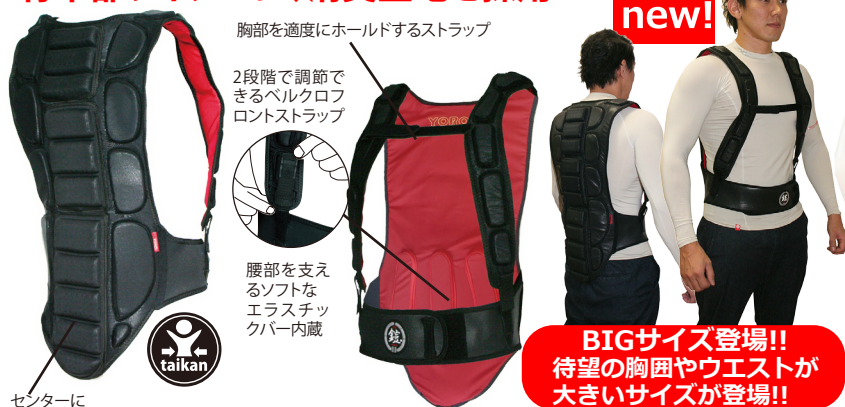 new!
胸部を適度にホールドするストラップ
2段階で調節で
きるベルクロフ
ロントストラップ
腰部を支え
るソフトな
エラスチッ
クバー内蔵
鎧
taikan
センターに
BIGサイズ登場!!
待望の胸囲やウエストが
大きいサイズが登場!!